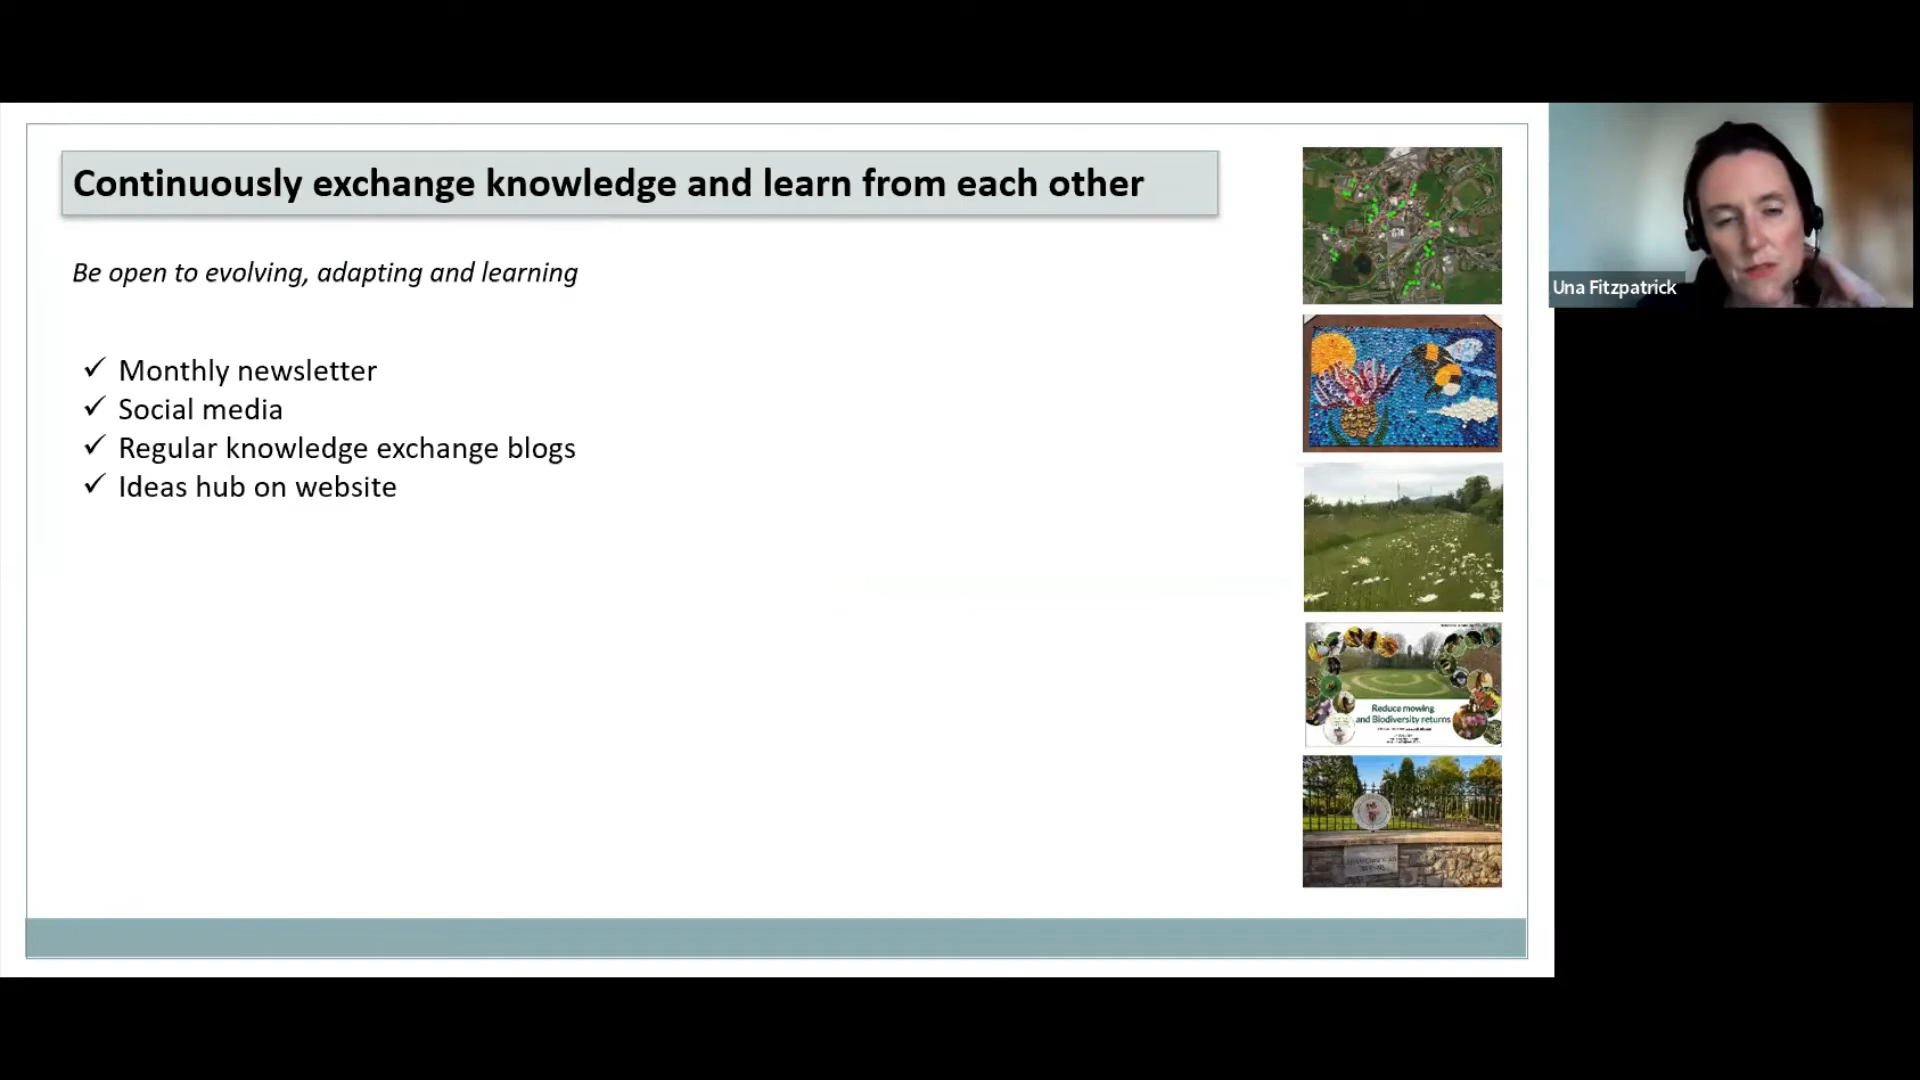 Continuously exchange knowledge and learn from each other
Be open to evolving, adapting and learning
✓ Monthly newsletter
✓ Social media
✓ Regular knowledge exchange blogs
✓ Ideas hub on website
Reduce mowing
and Biodiversity returns
Una Fitzpatrick